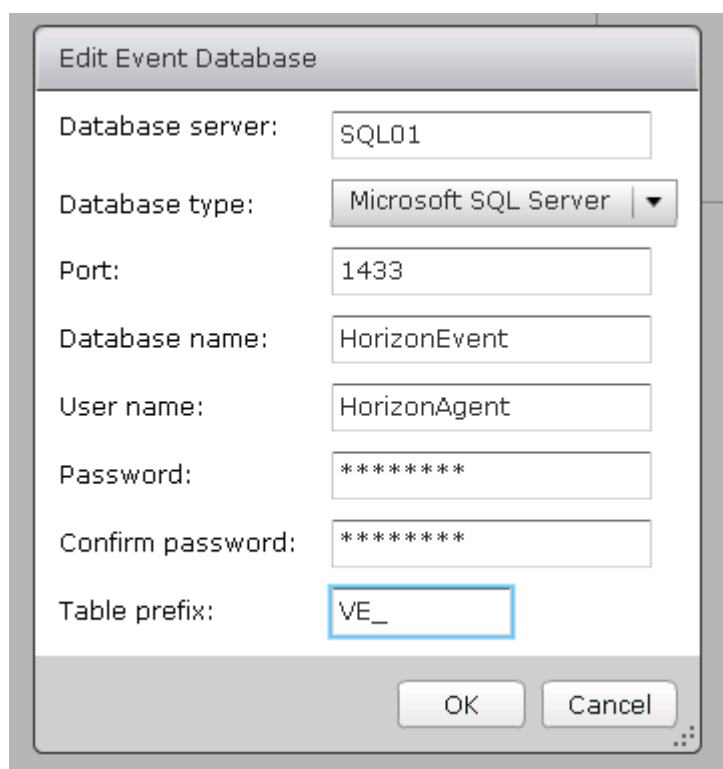 Edit Event Database
Database server: SQL01
Database type: Microsoft SQL Server
Port: 1433
Database name: HorizonEvent
User name: HorizonAgent
Password: ********
Confirm password: ********
Table prefix: VE_
OK Cancel